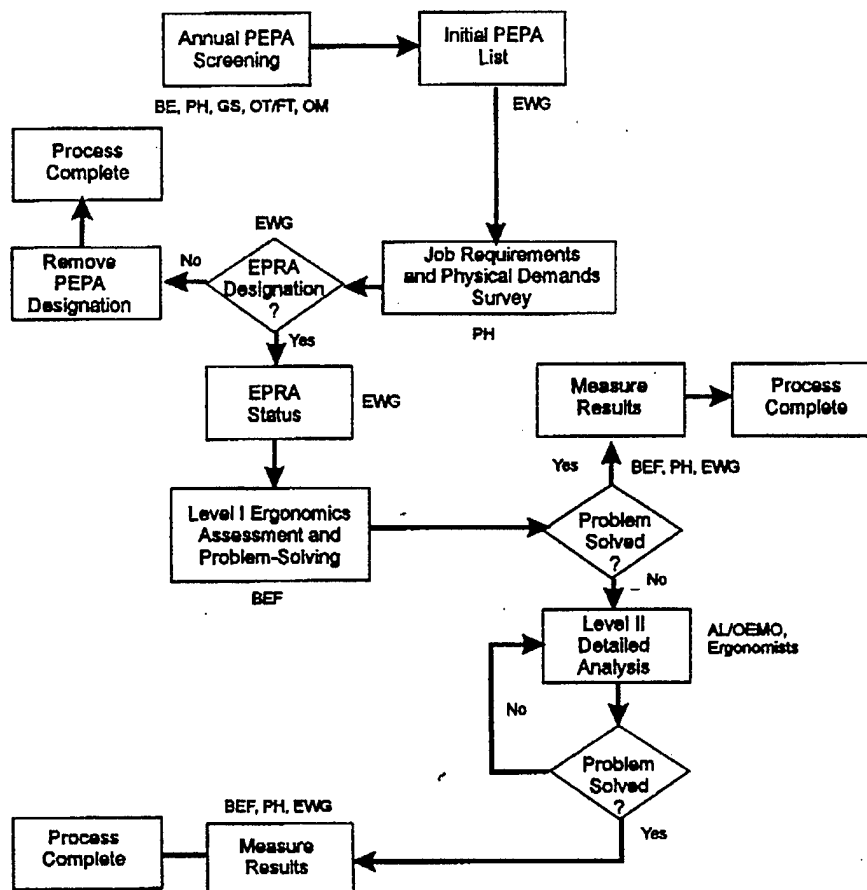 Annual PEPA
Screening
Initial PEPA
List
BE, PH, GS, OT/FT, OM
EWG
Process
Complete
EWG
No
Remove
PEPA
Designation
EPRA
Designation
?
Job Requirements
and Physical Demands
Survey
PH
Yes
EPRA
Status
EWG
Measure
Results
Process
Complete
Yes
BEF, PH, EWG
Level I Ergonomics
Assessment and
Problem-Solving
BEF
Problem
Solved
?
No
Level II
Detailed
Analysis
AL/OEMO,
Ergonomists
No
Problem
Solved
?
Yes
BEF, PH, EWG
Process
Complete
Measure
Results